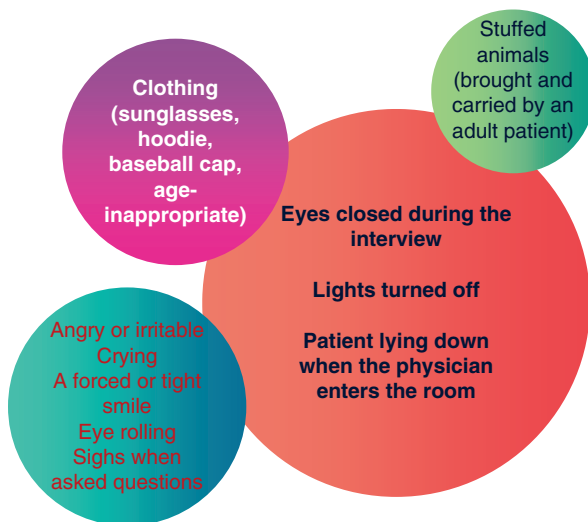 Stuffed
animals
(brought and
carried by an
adult patient)
Clothing
(sunglasses,
hoodie,
baseball cap,
age-
inappropriate)
Eyes closed during the
interview
Lights turned off
Patient lying down
when the physician
enters the room
Angry or irritable
Crying
A forced or tight
smile
Eye rolling
Sighs when
asked questions